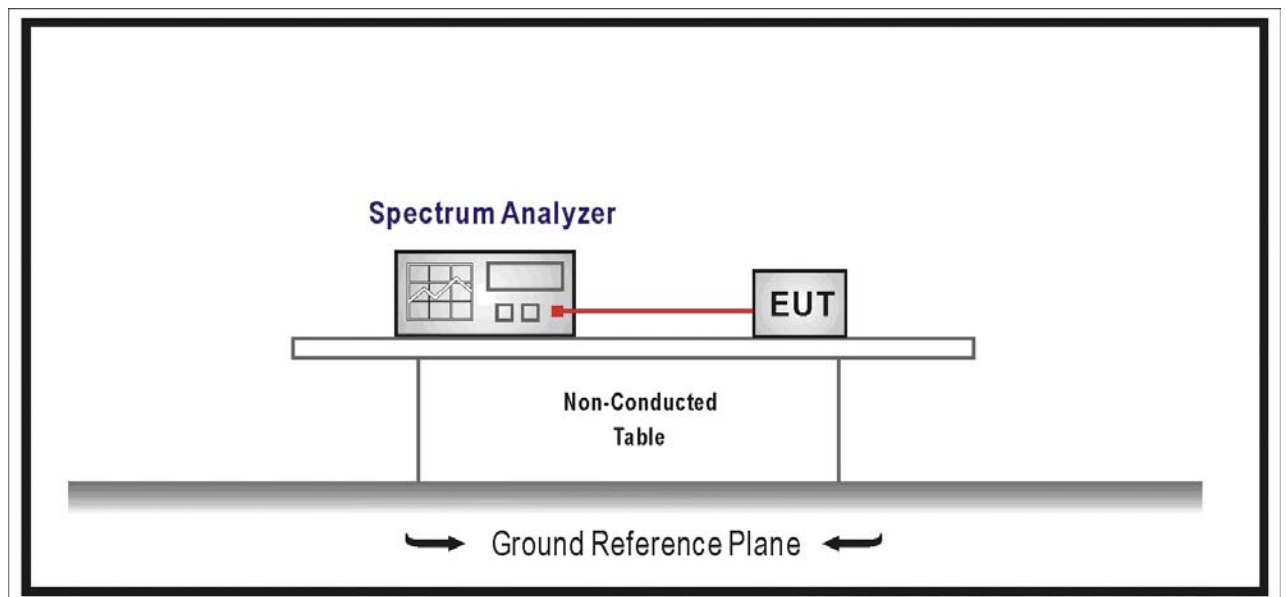 Spectrum Analyzer
EUT
Non-Conducted
Table
Ground Reference Plane